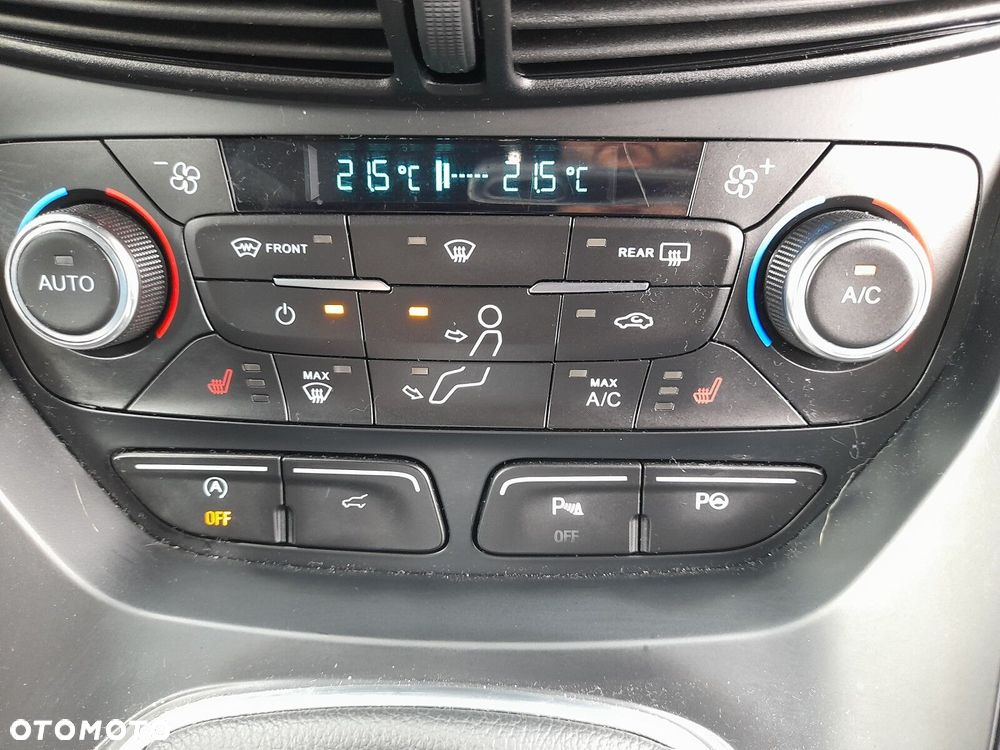 21.5 °C 21.5 °C
- +
FRONT REAR
AUTO A/C
MAX MAX A/C
A
OFF
P
OFF
P
OTOMOTO